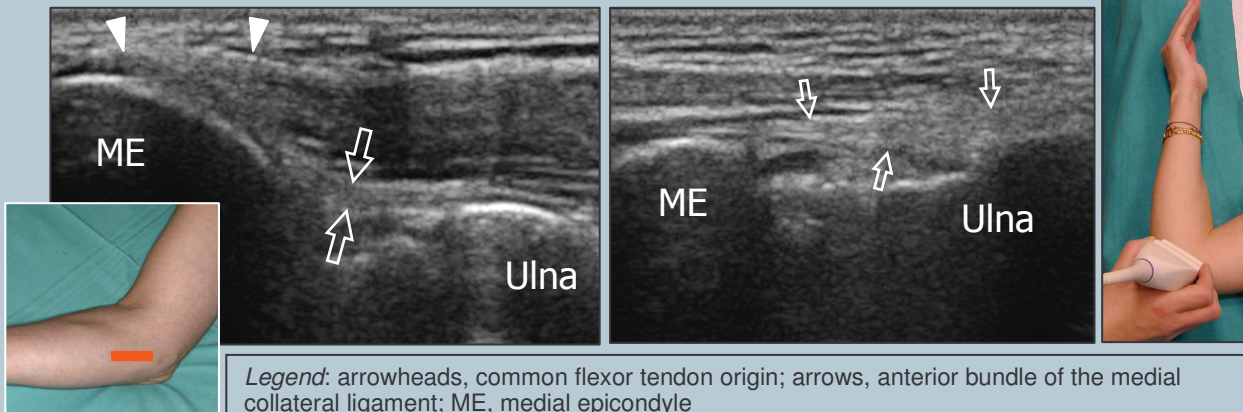 ME
Ulna
ME
Ulna
Legend: arrowheads, common flexor tendon origin; arrows, anterior bundle of the medial
collateral ligament; ME, medial epicondyle